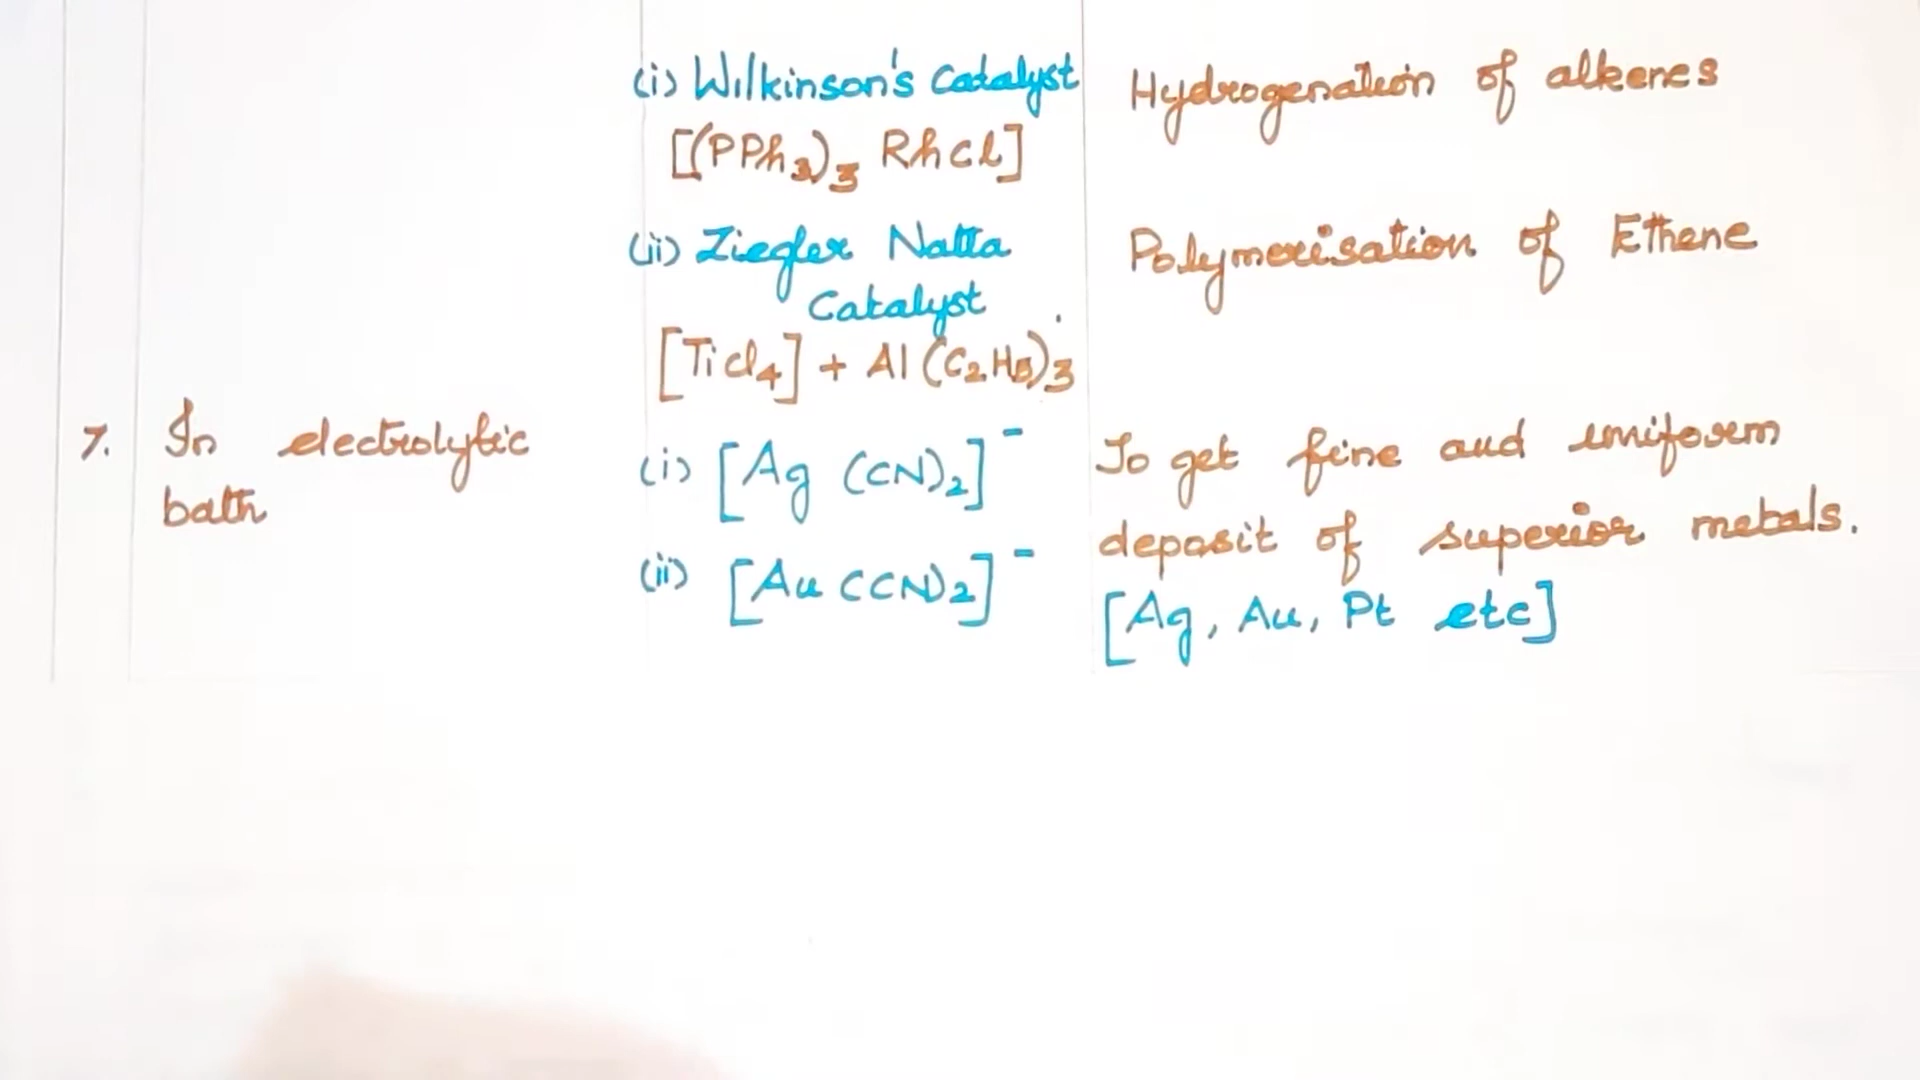 (i) Wilkinson's Catalyst Hydrogenation of alkenes
[(PPh₃)₃ RhCl]
(ii) Ziegler Natta Polymerisation of Ethene
Catalyst
[TiCl₄] + Al(C₂H₅)₃
7. In electrolytic (i) [Ag (CN)₂]⁻ To get fine and uniform
bath deposit of superior metals.
(ii) [Au (CN)₂]⁻ [Ag, Au, Pt etc]